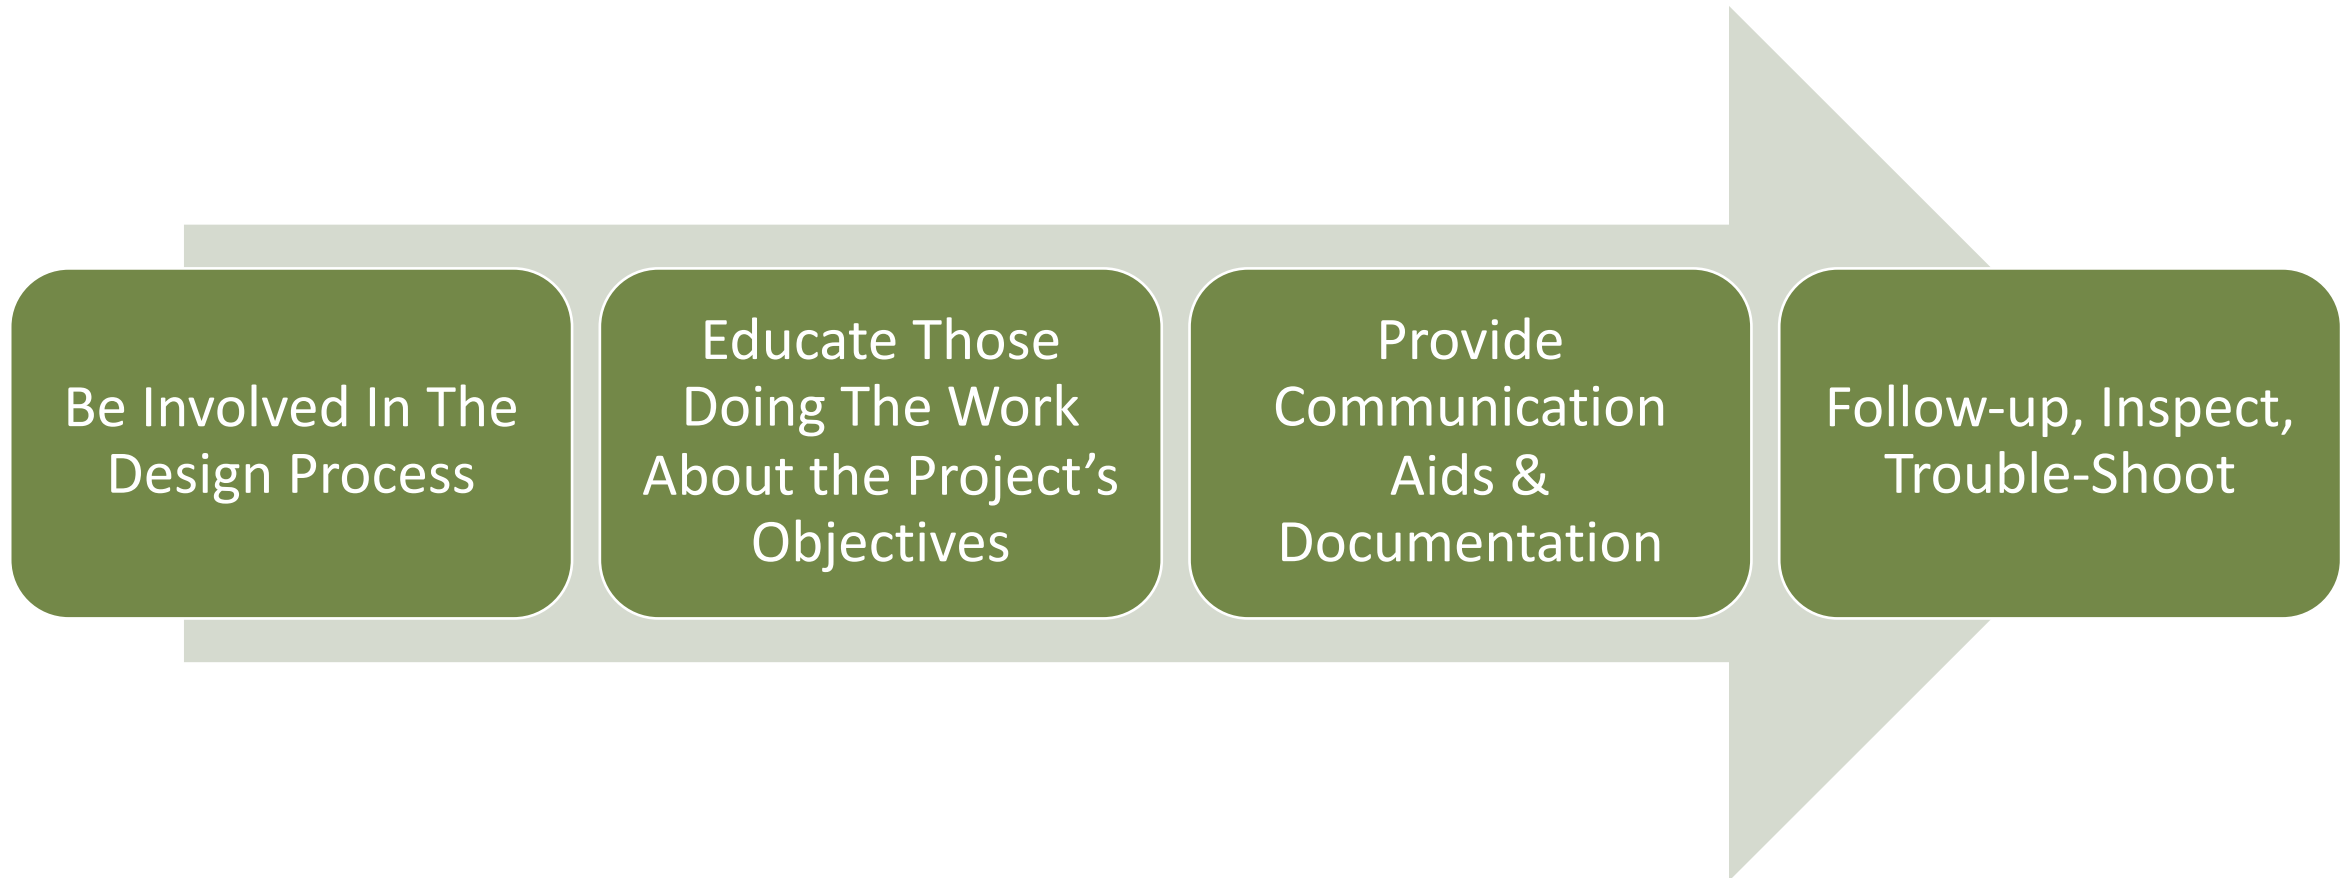 Be Involved In The
Design Process
Educate Those
Doing The Work
About the Project’s
Objectives
Provide
Communication
Aids &
Documentation
Follow-up, Inspect,
Trouble-Shoot